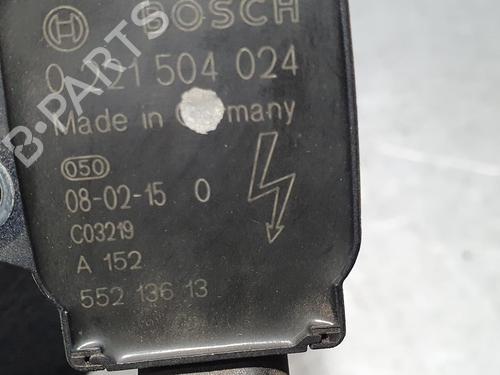 BOSCH
0 221 504 024
Made in Germany
050
08-02-15 0
C03219
A 152
552 136 13
B-PARTS